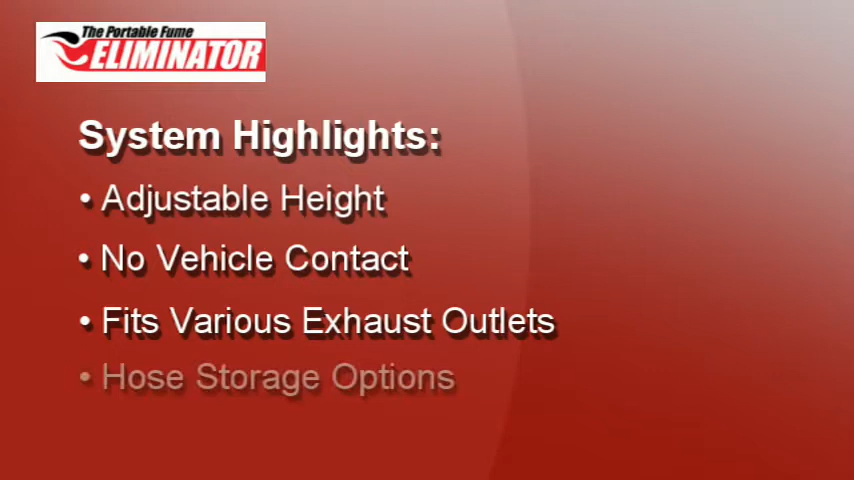 The Portable Fume
ELIMINATOR
System Highlights:
• Adjustable Height
• No Vehicle Contact
• Fits Various Exhaust Outlets
• Hose Storage Options